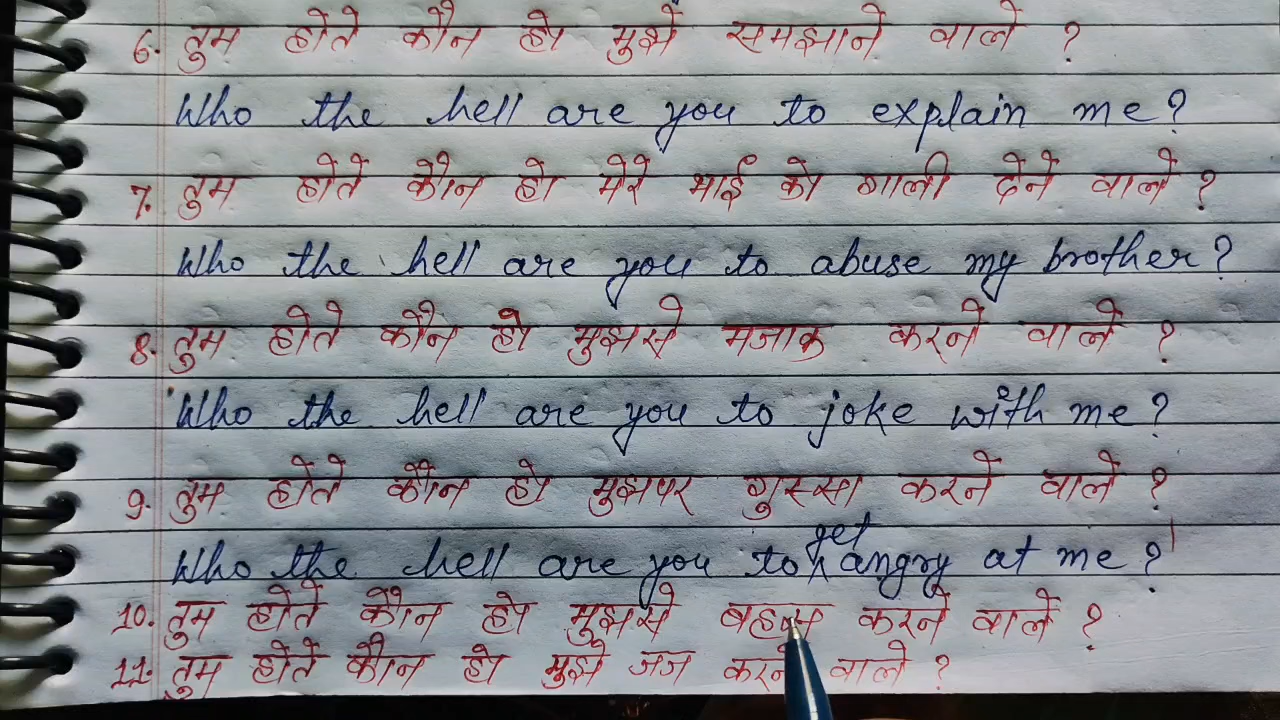 6. तुम होते कौन हो मुझे समझाने वाले ?
Who the hell are you to explain me?
7. तुम होते कौन हो मेरे भाई को गाली देने वाले ?
Who the hell are you to abuse my brother?
8. तुम होते कौन हो मुझसे मजाक करने वाले ?
Who the hell are you to joke with me?
9. तुम होते कौन हो मुझपर गुस्सा करने वाले ?
Who the hell are you to get angry at me?
10. तुम होते कौन हो मुझसे बहस करने वाले ?
11. तुम होते कौन हो मुझे जज करने वाले ?